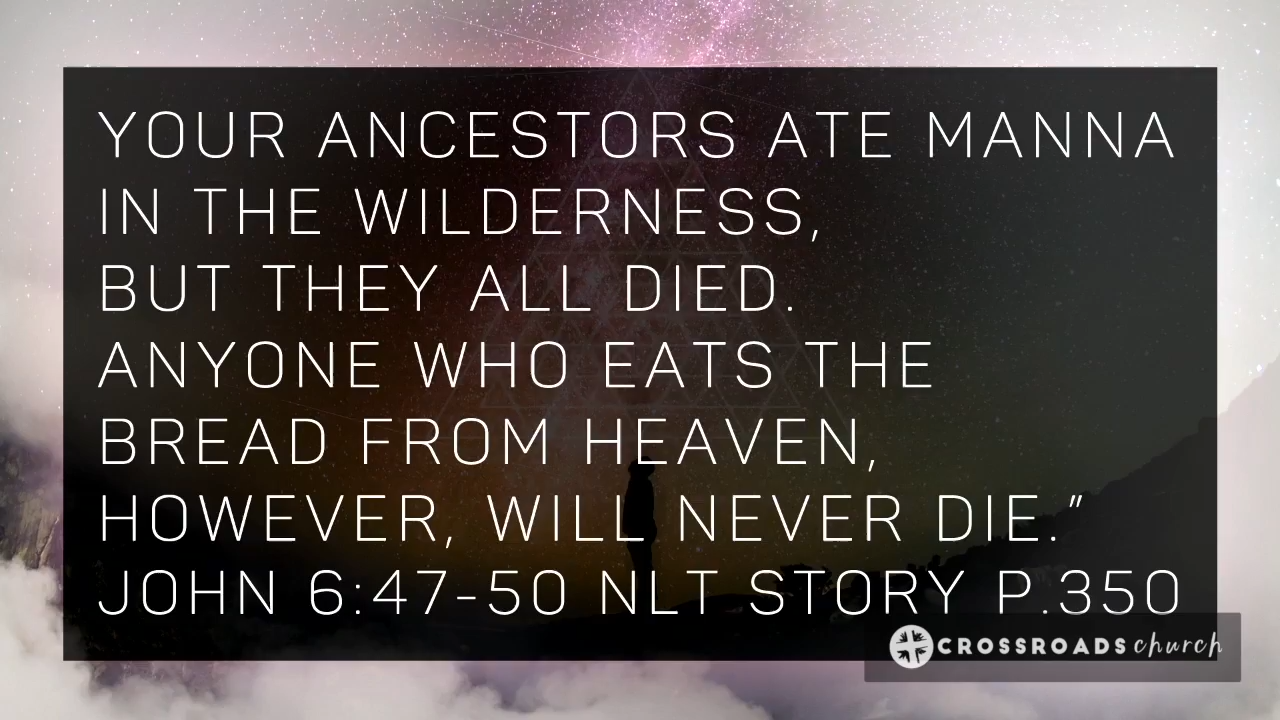 YOUR ANCESTORS ATE MANNA
IN THE WILDERNESS,
BUT THEY ALL DIED.
ANYONE WHO EATS THE
BREAD FROM HEAVEN,
HOWEVER, WILL NEVER DIE.”
JOHN 6:47-50 NLT STORY P.350
CROSSROADS church